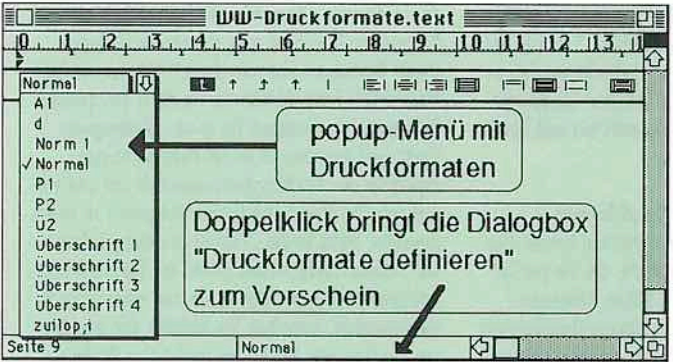 WW-Druckformate.text
0 1 2 3 4 5 6 7 8 9 10 11 12 13
Normal
A1
d
Norm 1
✓Normal
P1
P2
Ü2
Überschrift 1
Überschrift 2
Überschrift 3
Überschrift 4
zuilop;i
popup-Menü mit
Druckformaten
Doppelklick bringt die Dialogbox
"Druckformate definieren"
zum Vorschein
Seite 9
Normal